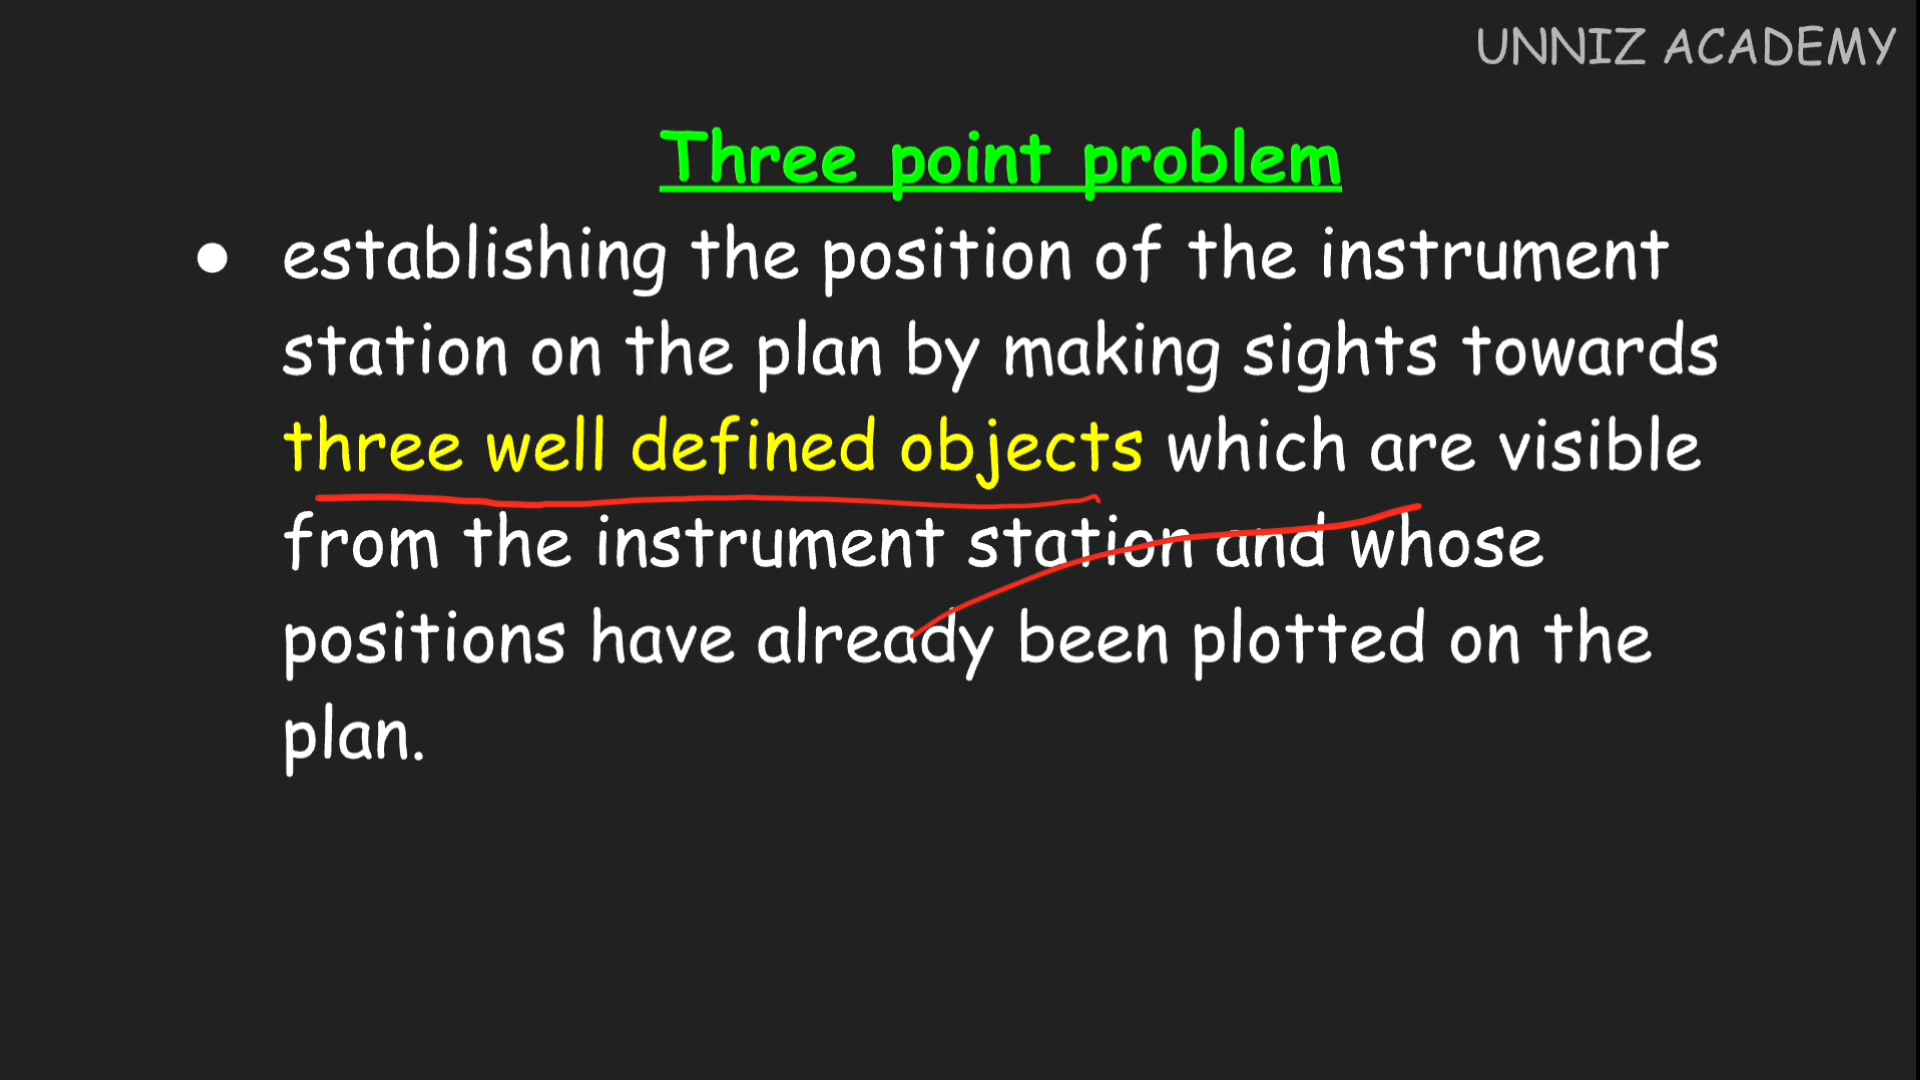 UNNIZ ACADEMY
Three point problem
● establishing the position of the instrument
station on the plan by making sights towards
three well defined objects which are visible
from the instrument station and whose
positions have already been plotted on the
plan.